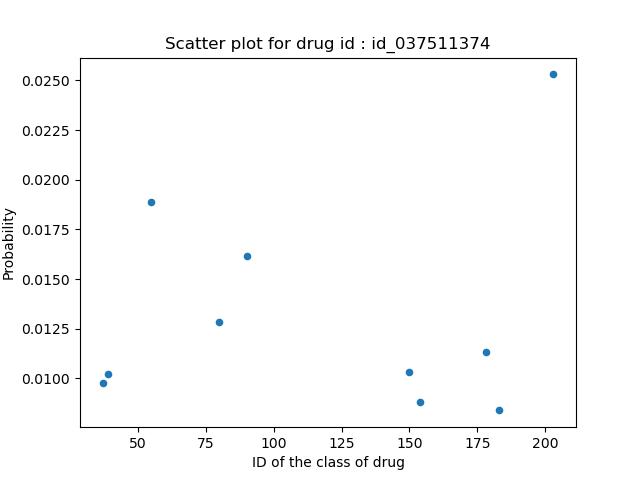 Scatter plot for drug id : id_037511374
0.0250
0.0225
0.0200
0.0175
0.0150
0.0125
0.0100
Probability
50 75 100 125 150 175 200
ID of the class of drug